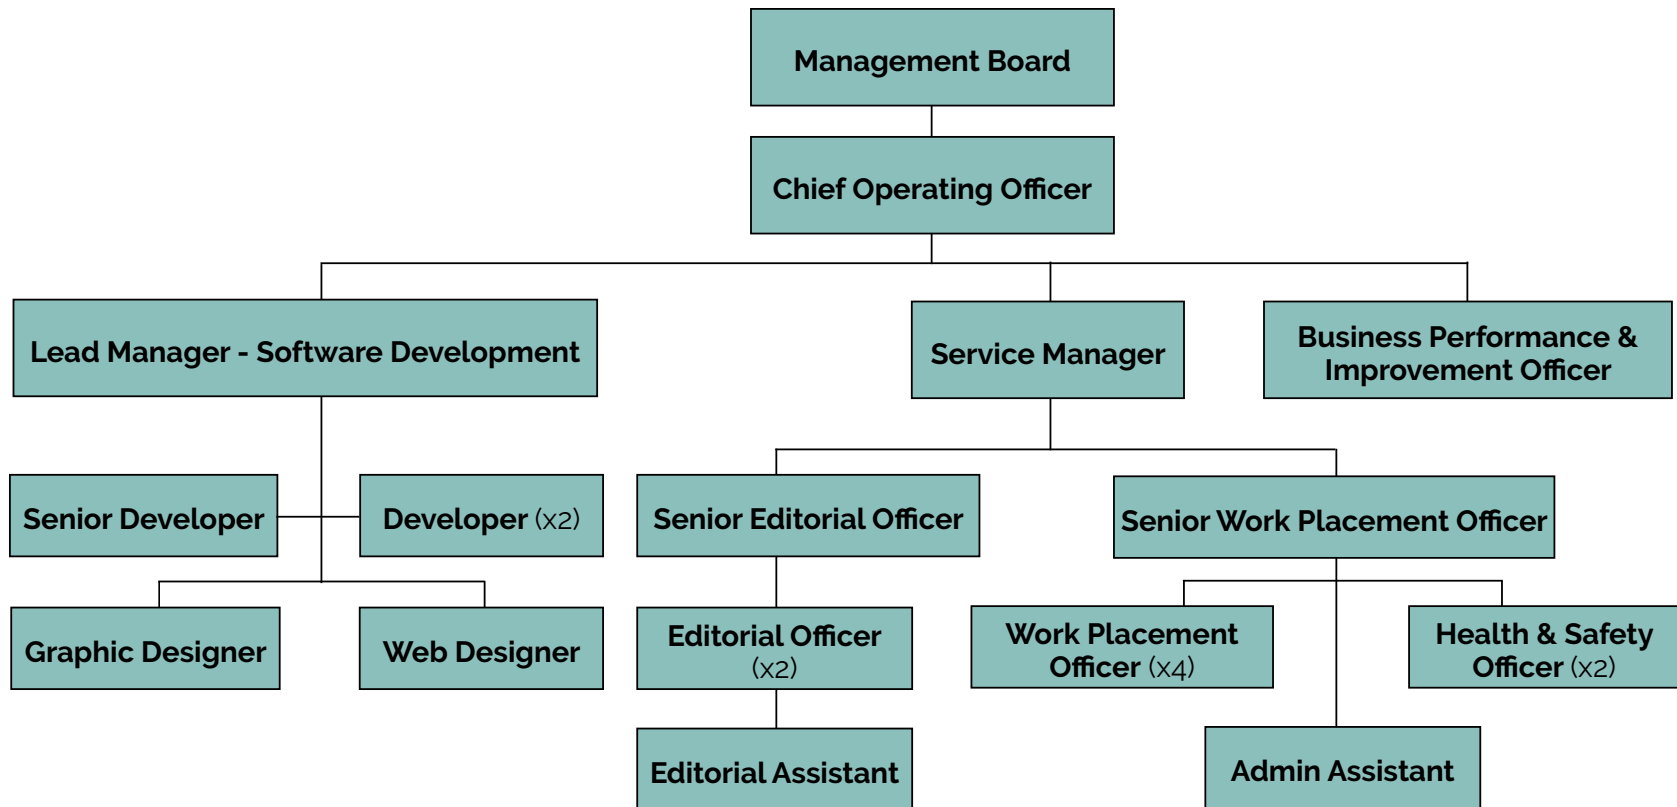 Management Board
Chief Operating Officer
Lead Manager - Software Development
Service Manager
Business Performance &
Improvement Officer
Senior Developer
Developer (x2)
Senior Editorial Officer
Senior Work Placement Officer
Graphic Designer
Web Designer
Editorial Officer
(x2)
Work Placement
Officer (x4)
Health & Safety
Officer (x2)
Editorial Assistant
Admin Assistant